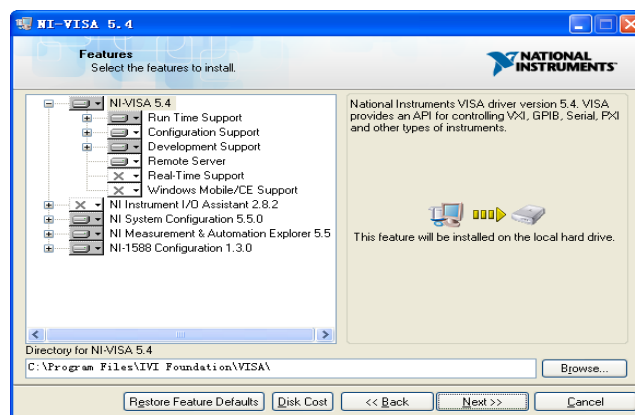 NI-VISA 5.4
Features
Select the features to install.
NATIONAL INSTRUMENTS™
NI-VISA 5.4
Run Time Support
Configuration Support
Development Support
Remote Server
Real-Time Support
Windows Mobile/CE Support
NI Instrument I/O Assistant 2.8.2
NI System Configuration 5.5.0
NI Measurement & Automation Explorer 5.5
NI-1588 Configuration 1.3.0
National Instruments VISA driver version 5.4. VISA
provides an API for controlling VXI, GPIB, Serial, PXI
and other types of instruments.
This feature will be installed on the local hard drive.
Directory for NI-VISA 5.4
C:\Program Files\IVI Foundation\VISA\
Browse...
Restore Feature Defaults
Disk Cost
<< Back
Next >>
Cancel